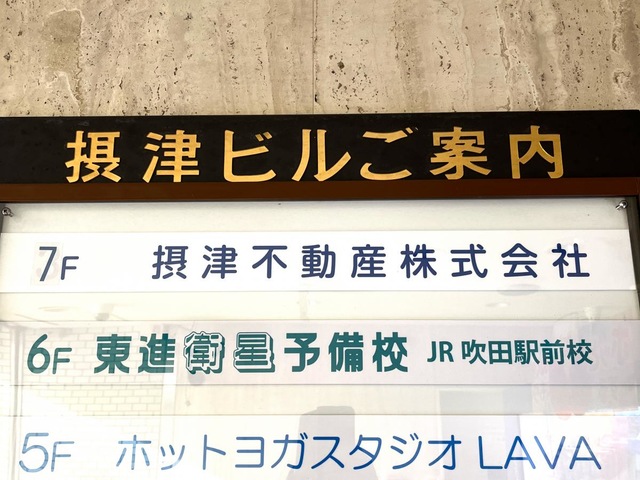 摂津ビルご案内
7F 摂津不動産株式会社
6F 東進衛星予備校 JR吹田駅前校
5F ホットヨガスタジオ LAVA